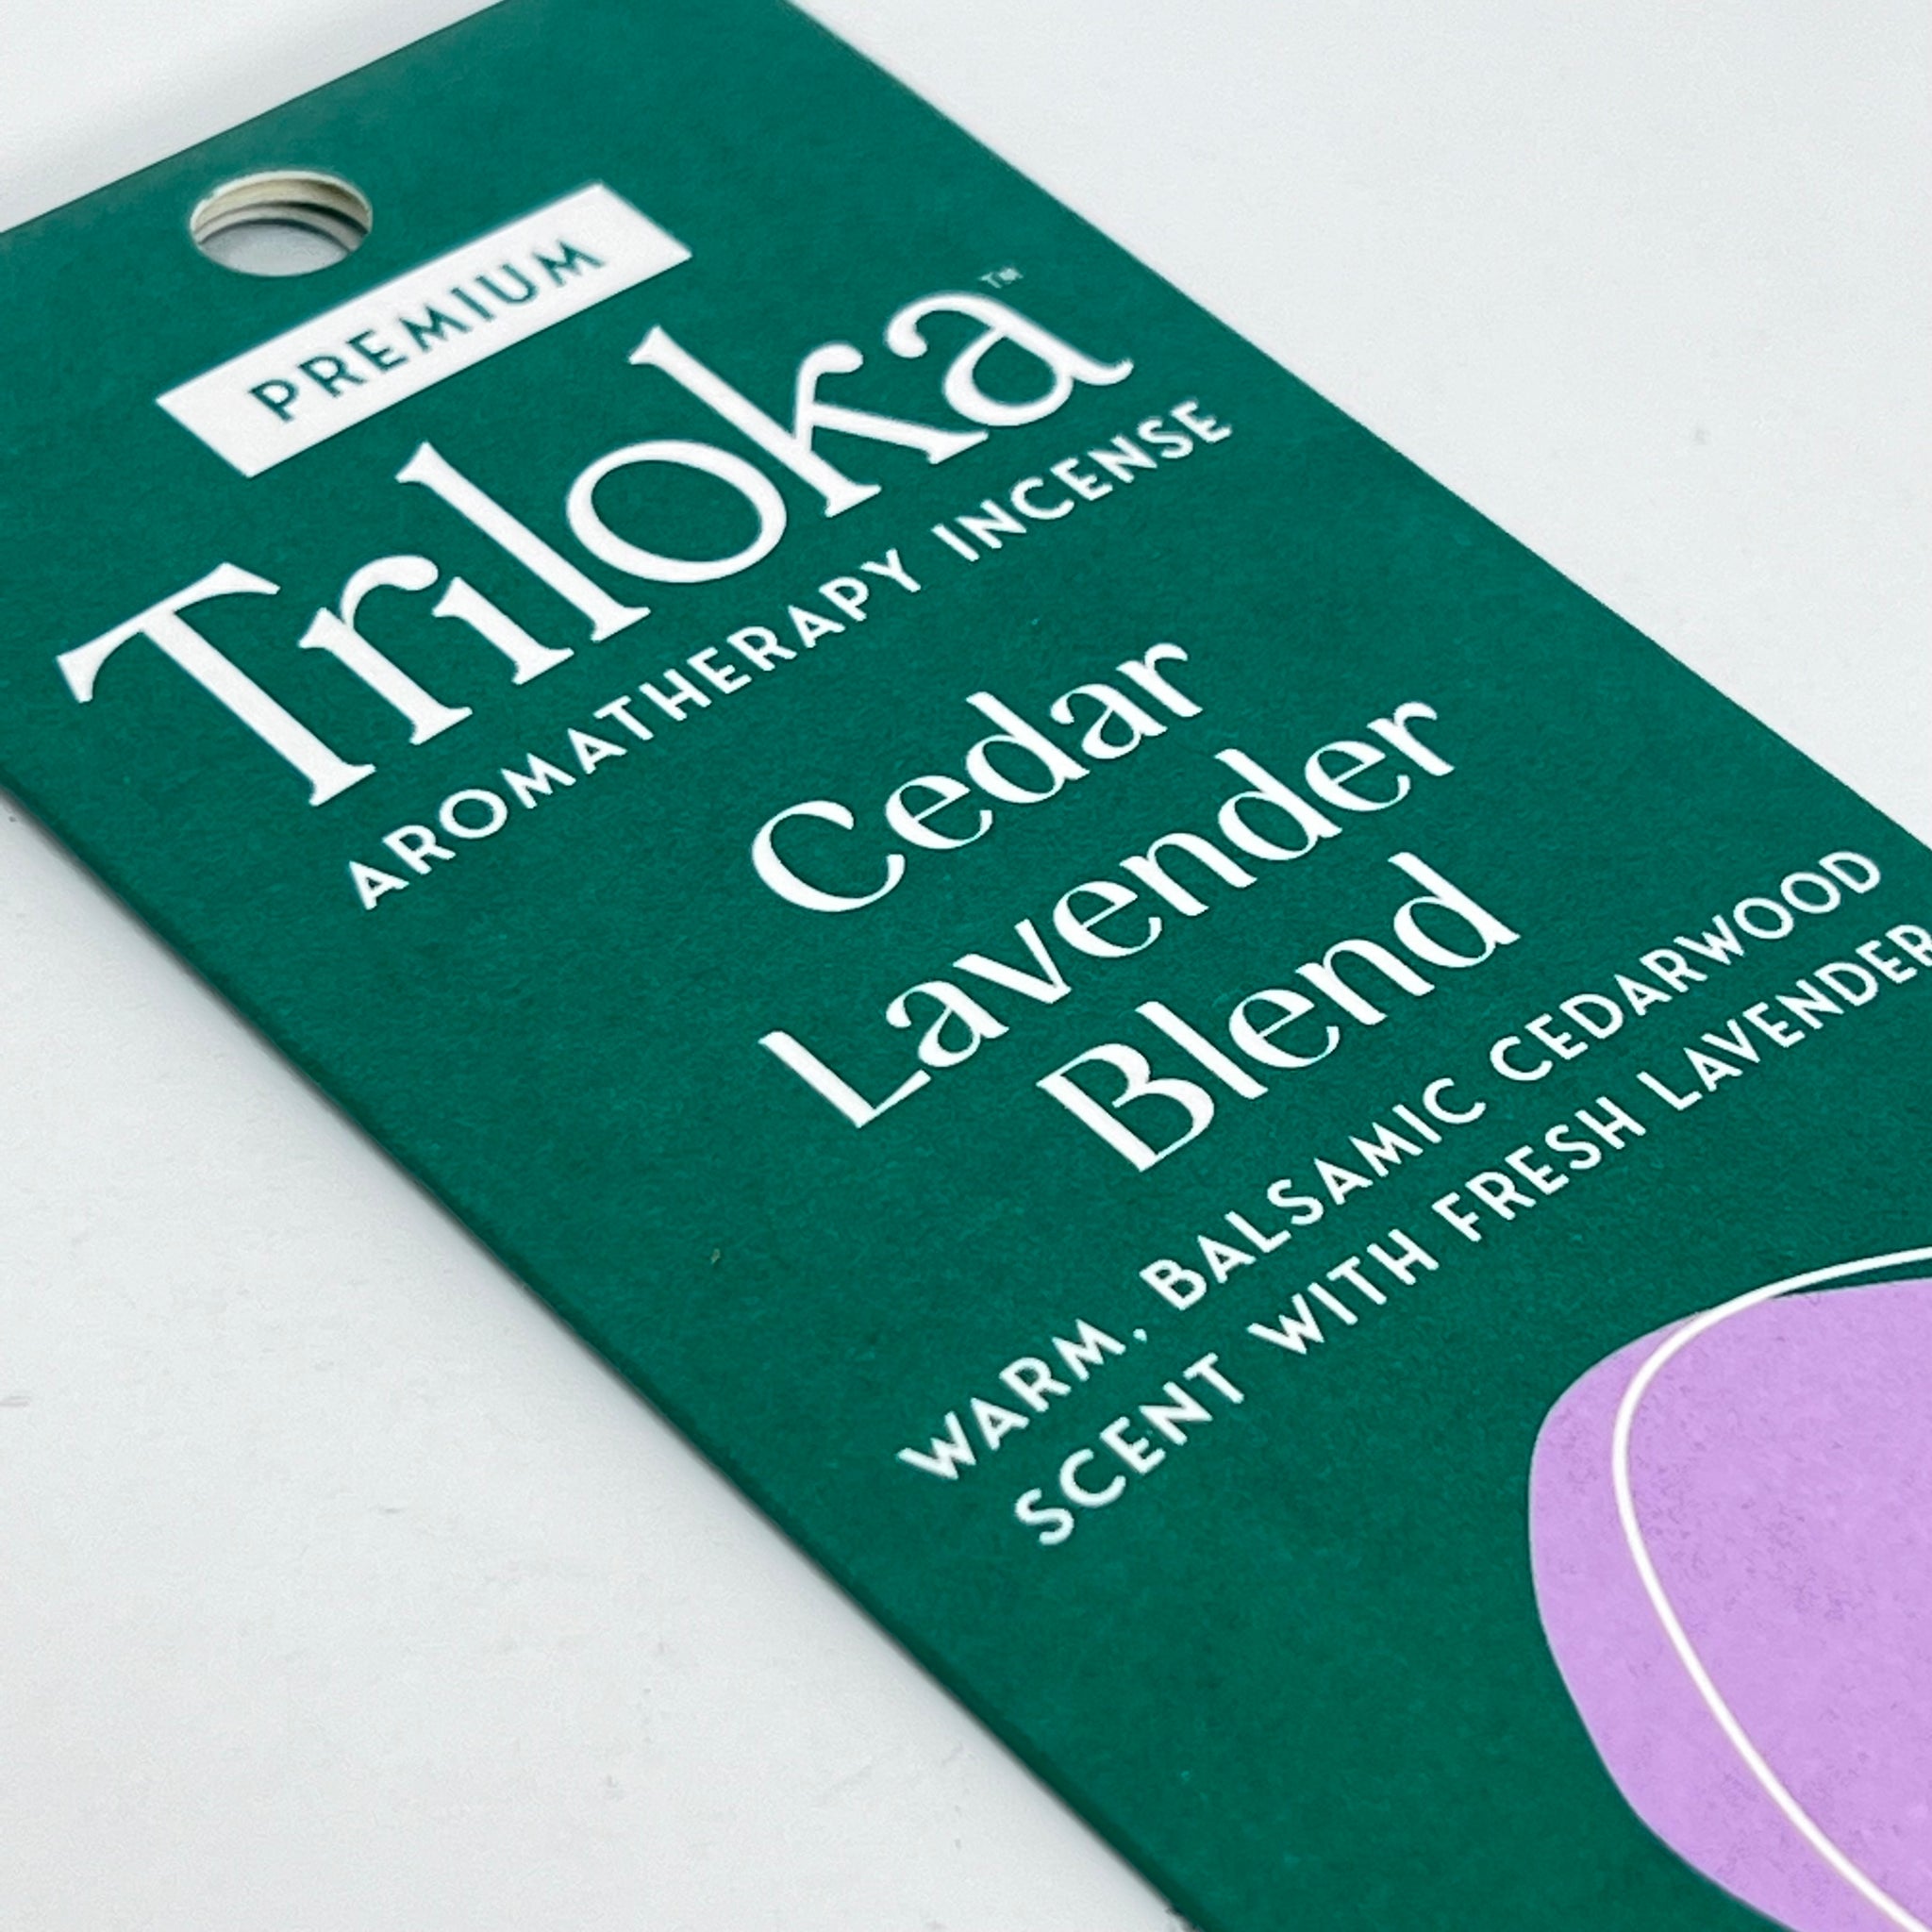 PREMIUM
Triloka™
AROMATHERAPY INCENSE
Cedar
Lavender
Blend
WARM, BALSAMIC CEDARWOOD
SCENT WITH FRESH LAVENDER